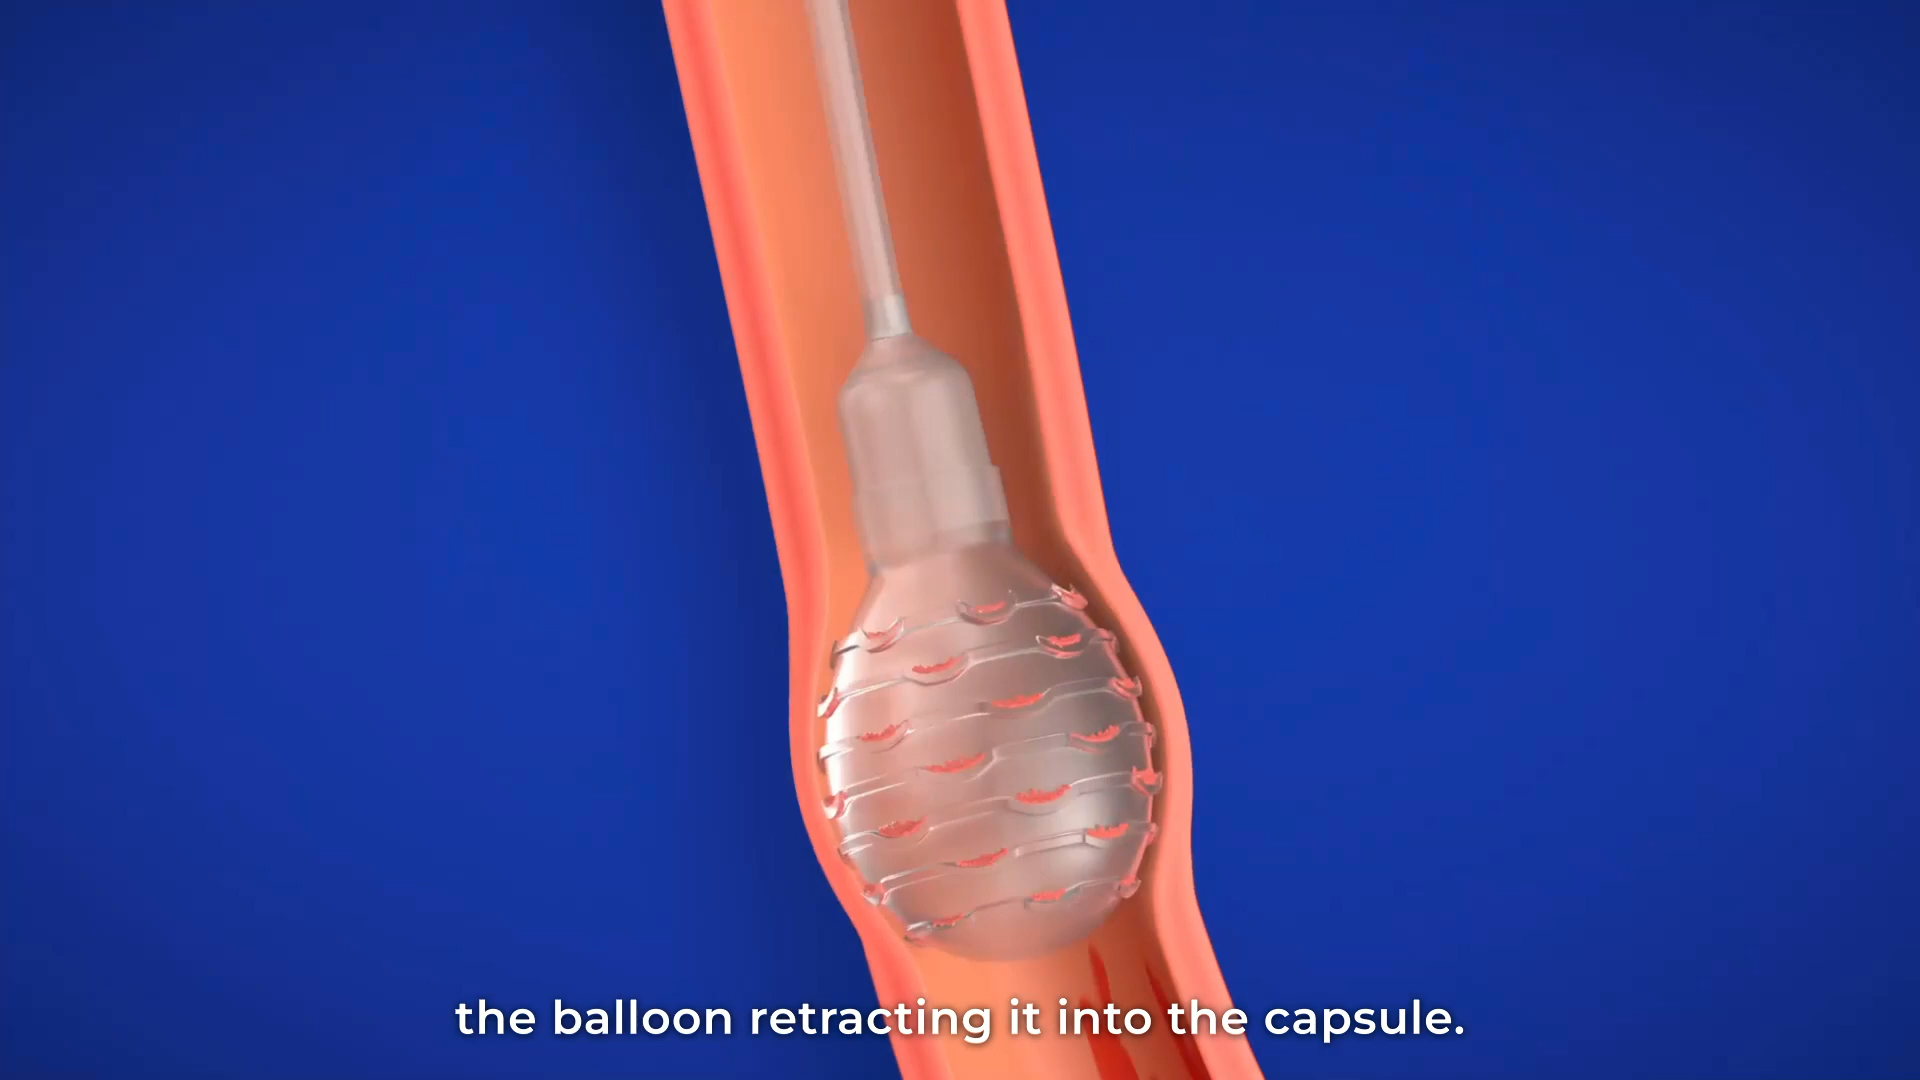 the balloon retracting it into the capsule.